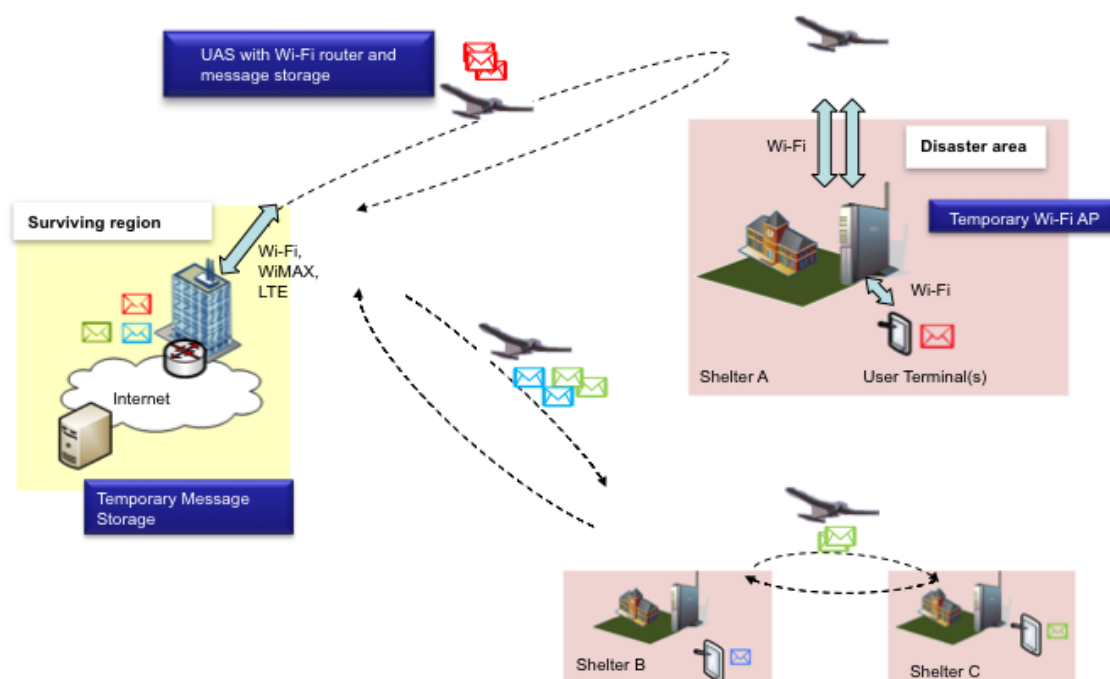 UAS with Wi-Fi router and
message storage
Wi-Fi
Disaster area
Surviving region
Temporary Wi-Fi AP
Wi-Fi,
WiMAX,
LTE
Wi-Fi
Shelter A
User Terminal(s)
Internet
Temporary Message
Storage
Shelter B
Shelter C